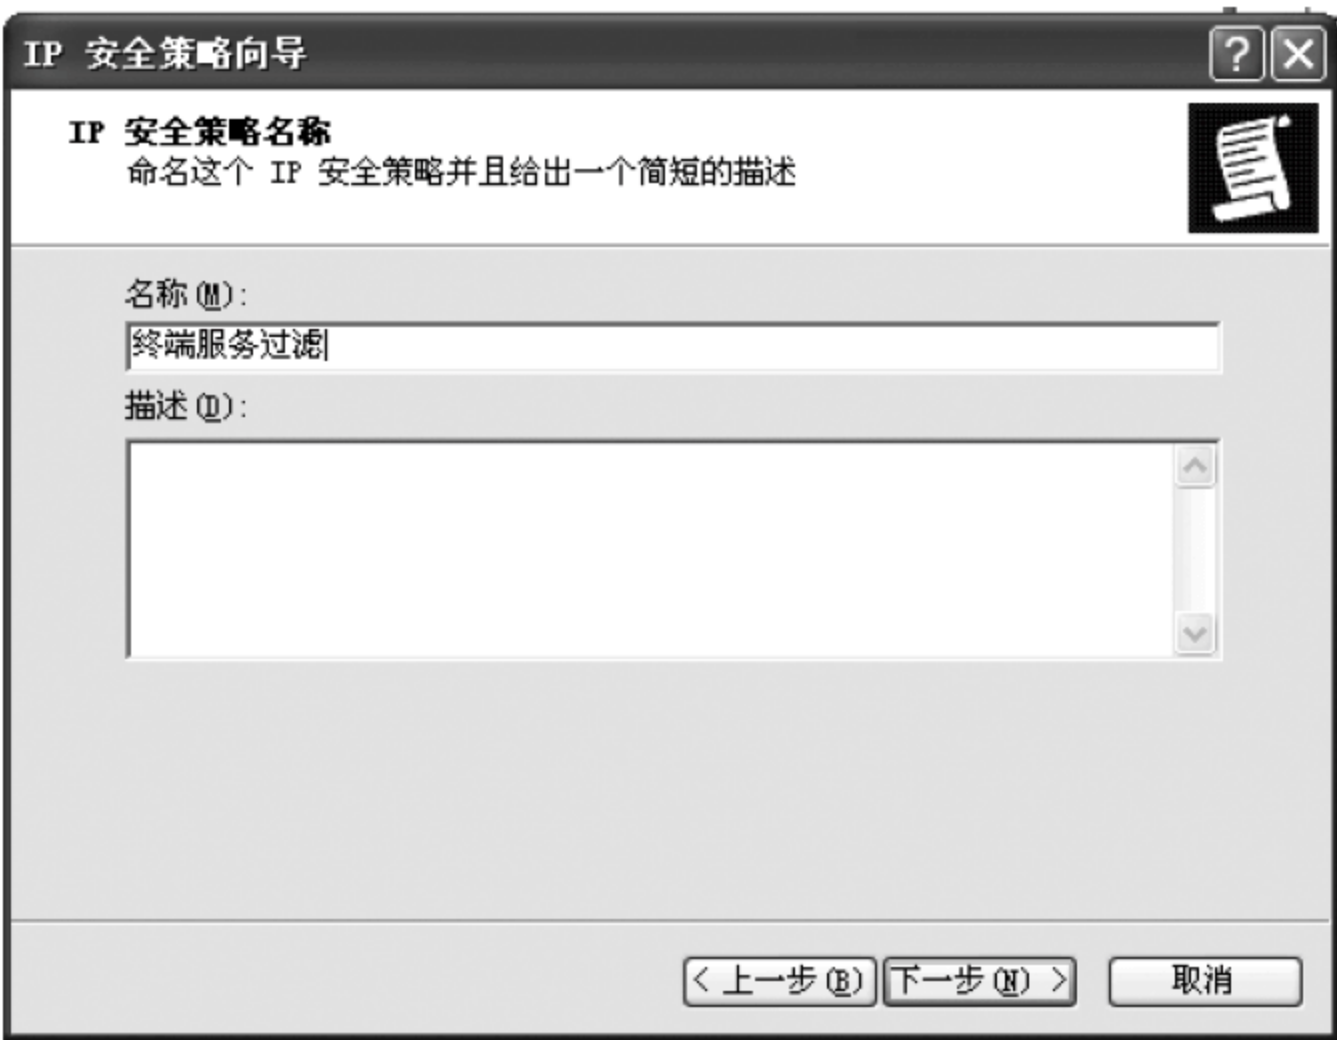 IP 安全策略向导
IP 安全策略名称
命名这个 IP 安全策略并且给出一个简短的描述
名称(M):
终端服务过滤
描述(D):
< 上一步(B)
下一步(N) >
取消